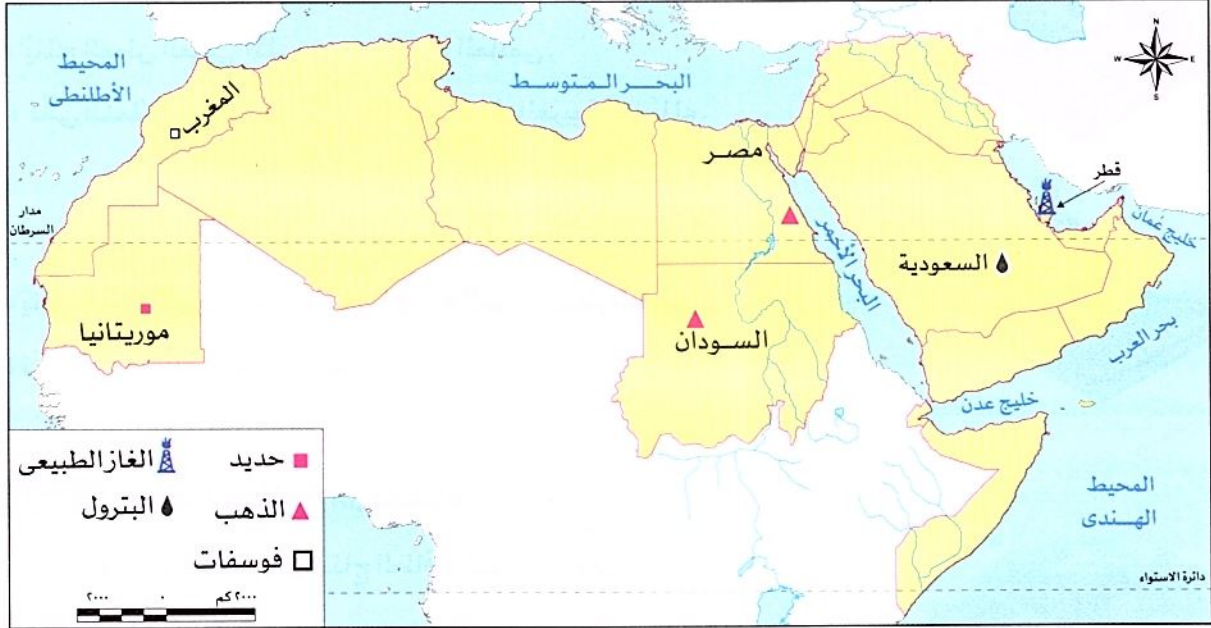 المحيط
الأطلنطى
البحر المتوسط
N
W E
S
المغرب
مصر
قطر
مدار
السرطان
خليج عُمان
السعودية
البحر الأحمر
موريتانيا
السودان
بحر العرب
خليج عدن
المحيط
الهندى
حديد
الغاز الطبيعى
الذهب
البترول
فوسفات
٢٠٠٠ ٠ ٢٠٠٠ كم
دائرة الاستواء